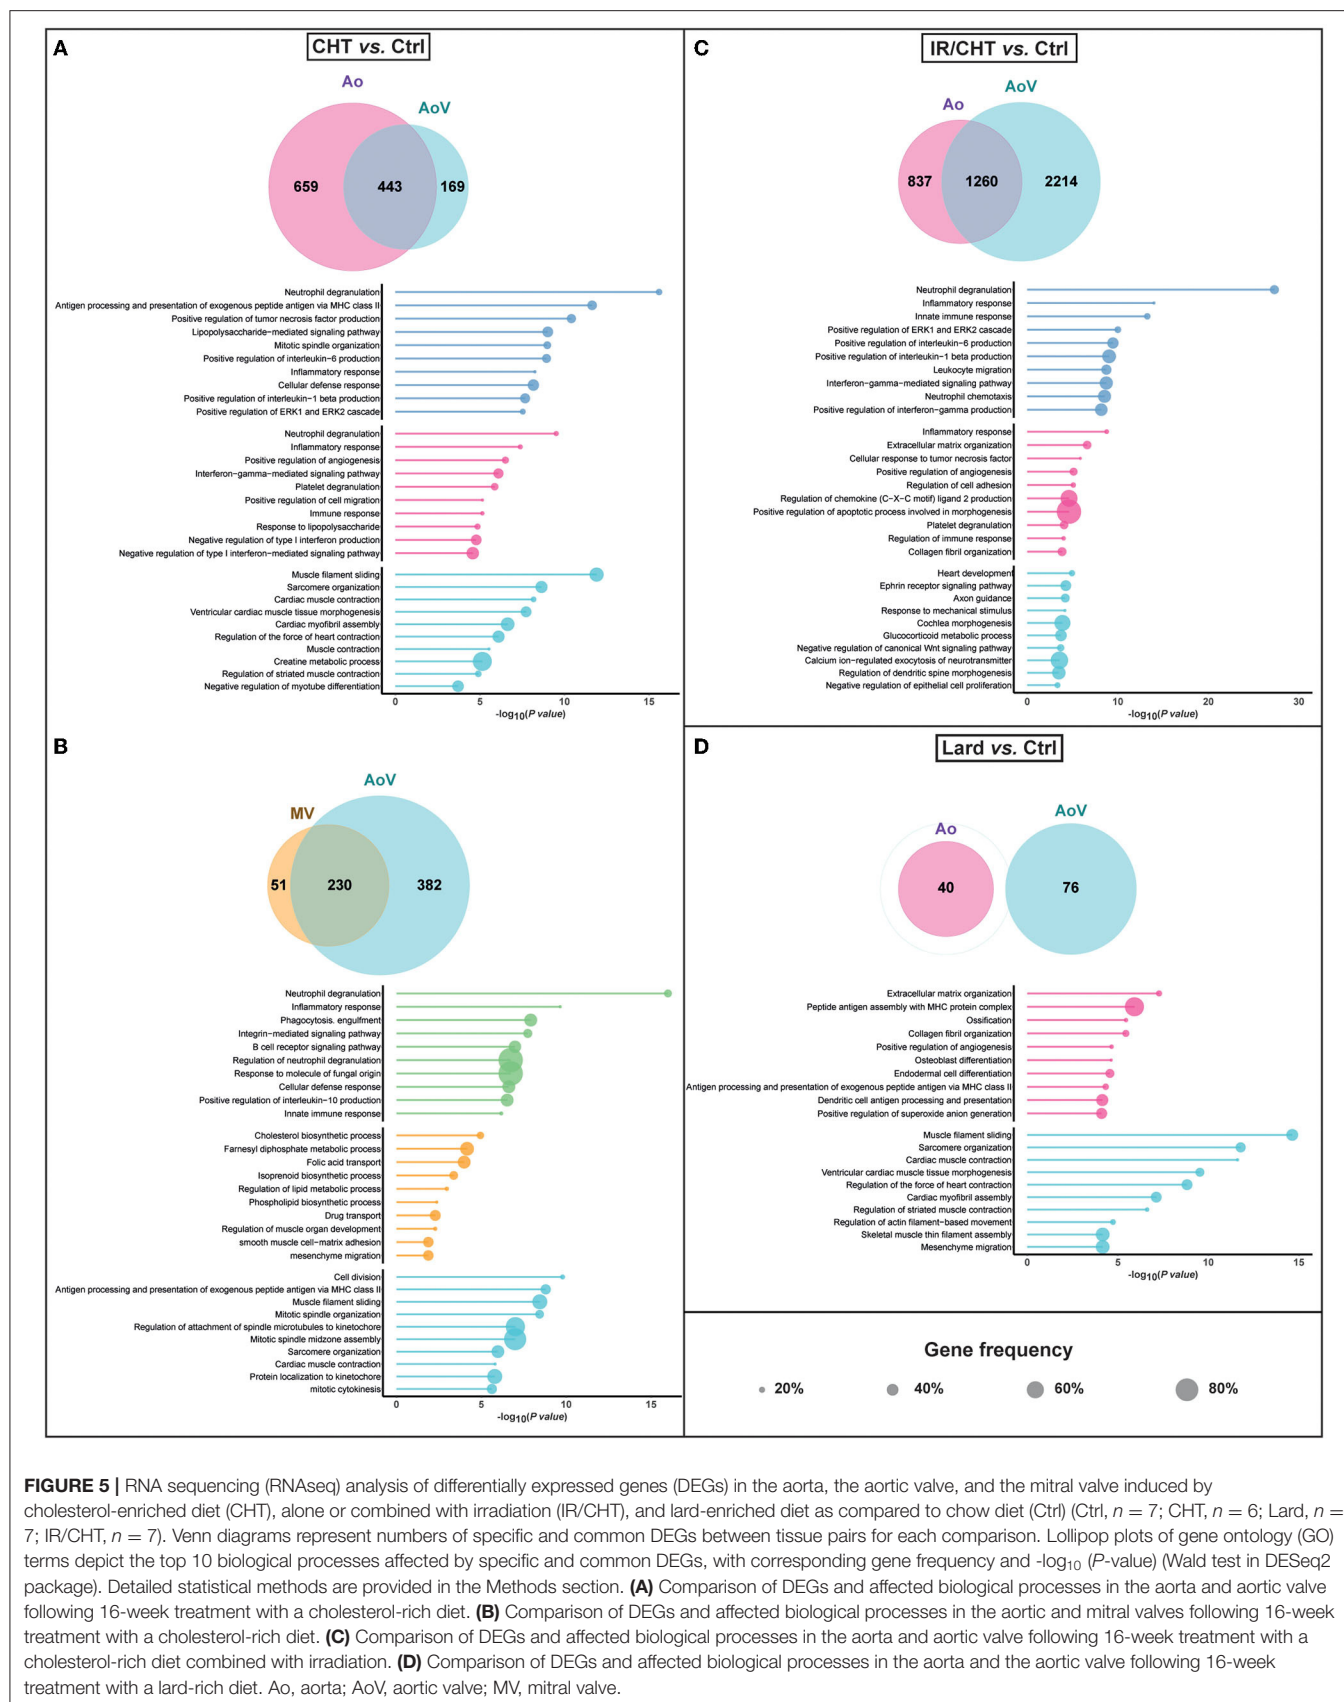 A
CHT vs. Ctrl
Ao
AoV
659
443
169
Neutrophil degranulation
Antigen processing and presentation of exogenous peptide antigen via MHC class II
Positive regulation of tumor necrosis factor production
Lipopolysaccharide−mediated signaling pathway
Mitotic spindle organization
Positive regulation of interleukin−6 production
Inflammatory response
Cellular defense response
Positive regulation of interleukin−1 beta production
Positive regulation of ERK1 and ERK2 cascade
Neutrophil degranulation
Inflammatory response
Positive regulation of angiogenesis
Interferon−gamma−mediated signaling pathway
Platelet degranulation
Positive regulation of cell migration
Immune response
Response to lipopolysaccharide
Negative regulation of type I interferon production
Negative regulation of type I interferon−mediated signaling pathway
Muscle filament sliding
Sarcomere organization
Cardiac muscle contraction
Ventricular cardiac muscle tissue morphogenesis
Cardiac myofibril assembly
Regulation of the force of heart contraction
Muscle contraction
Creatine metabolic process
Regulation of striated muscle contraction
Negative regulation of myotube differentiation
0 5 10 15
-log10(P value)
C
IR/CHT vs. Ctrl
AoV
Ao
837
1260
2214
Neutrophil degranulation
Inflammatory response
Innate immune response
Positive regulation of ERK1 and ERK2 cascade
Positive regulation of interleukin−6 production
Positive regulation of interleukin−1 beta production
Leukocyte migration
Interferon−gamma−mediated signaling pathway
Neutrophil chemotaxis
Positive regulation of interferon−gamma production
Inflammatory response
Extracellular matrix organization
Cellular response to tumor necrosis factor
Positive regulation of angiogenesis
Regulation of cell adhesion
Regulation of chemokine (C−X−C motif) ligand 2 production
Positive regulation of apoptotic process involved in morphogenesis
Platelet degranulation
Regulation of immune response
Collagen fibril organization
Heart development
Ephrin receptor signaling pathway
Axon guidance
Response to mechanical stimulus
Cochlea morphogenesis
Glucocorticoid metabolic process
Negative regulation of canonical Wnt signaling pathway
Calcium ion−regulated exocytosis of neurotransmitter
Regulation of dendritic spine morphogenesis
Negative regulation of epithelial cell proliferation
0 10 20 30
-log10(P value)
B
AoV
MV
51
230
382
Neutrophil degranulation
Inflammatory response
Phagocytosis. engulfment
Integrin−mediated signaling pathway
B cell receptor signaling pathway
Regulation of neutrophil degranulation
Response to molecule of fungal origin
Cellular defense response
Positive regulation of interleukin−10 production
Innate immune response
Cholesterol biosynthetic process
Farnesyl diphosphate metabolic process
Folic acid transport
Isoprenoid biosynthetic process
Regulation of lipid metabolic process
Phospholipid biosynthetic process
Drug transport
Regulation of muscle organ development
smooth muscle cell−matrix adhesion
mesenchyme migration
Cell division
Antigen processing and presentation of exogenous peptide antigen via MHC class II
Muscle filament sliding
Mitotic spindle organization
Regulation of attachment of spindle microtubules to kinetochore
Mitotic spindle midzone assembly
Sarcomere organization
Cardiac muscle contraction
Protein localization to kinetochore
mitotic cytokinesis
0 5 10 15
-log10(P value)
D
Lard vs. Ctrl
AoV
Ao
40
76
Extracellular matrix organization
Peptide antigen assembly with MHC protein complex
Ossification
Collagen fibril organization
Positive regulation of angiogenesis
Osteoblast differentiation
Endodermal cell differentiation
Antigen processing and presentation of exogenous peptide antigen via MHC class II
Dendritic cell antigen processing and presentation
Positive regulation of superoxide anion generation
Muscle filament sliding
Sarcomere organization
Cardiac muscle contraction
Ventricular cardiac muscle tissue morphogenesis
Regulation of the force of heart contraction
Cardiac myofibril assembly
Regulation of striated muscle contraction
Regulation of actin filament−based movement
Skeletal muscle thin filament assembly
Mesenchyme migration
0 5 10 15
-log10(P value)
Gene frequency
20% 40% 60% 80%
FIGURE 5 | RNA sequencing (RNAseq) analysis of differentially expressed genes (DEGs) in the aorta, the aortic valve, and the mitral valve induced by
cholesterol-enriched diet (CHT), alone or combined with irradiation (IR/CHT), and lard-enriched diet as compared to chow diet (Ctrl) (Ctrl, n = 7; CHT, n = 6; Lard, n =
7; IR/CHT, n = 7). Venn diagrams represent numbers of specific and common DEGs between tissue pairs for each comparison. Lollipop plots of gene ontology (GO)
terms depict the top 10 biological processes affected by specific and common DEGs, with corresponding gene frequency and -log10 (P-value) (Wald test in DESeq2
package). Detailed statistical methods are provided in the Methods section. (A) Comparison of DEGs and affected biological processes in the aorta and aortic valve
following 16-week treatment with a cholesterol-rich diet. (B) Comparison of DEGs and affected biological processes in the aortic and mitral valves following 16-week
treatment with a cholesterol-rich diet. (C) Comparison of DEGs and affected biological processes in the aorta and aortic valve following 16-week treatment with a
cholesterol-rich diet combined with irradiation. (D) Comparison of DEGs and affected biological processes in the aorta and the aortic valve following 16-week
treatment with a lard-rich diet. Ao, aorta; AoV, aortic valve; MV, mitral valve.